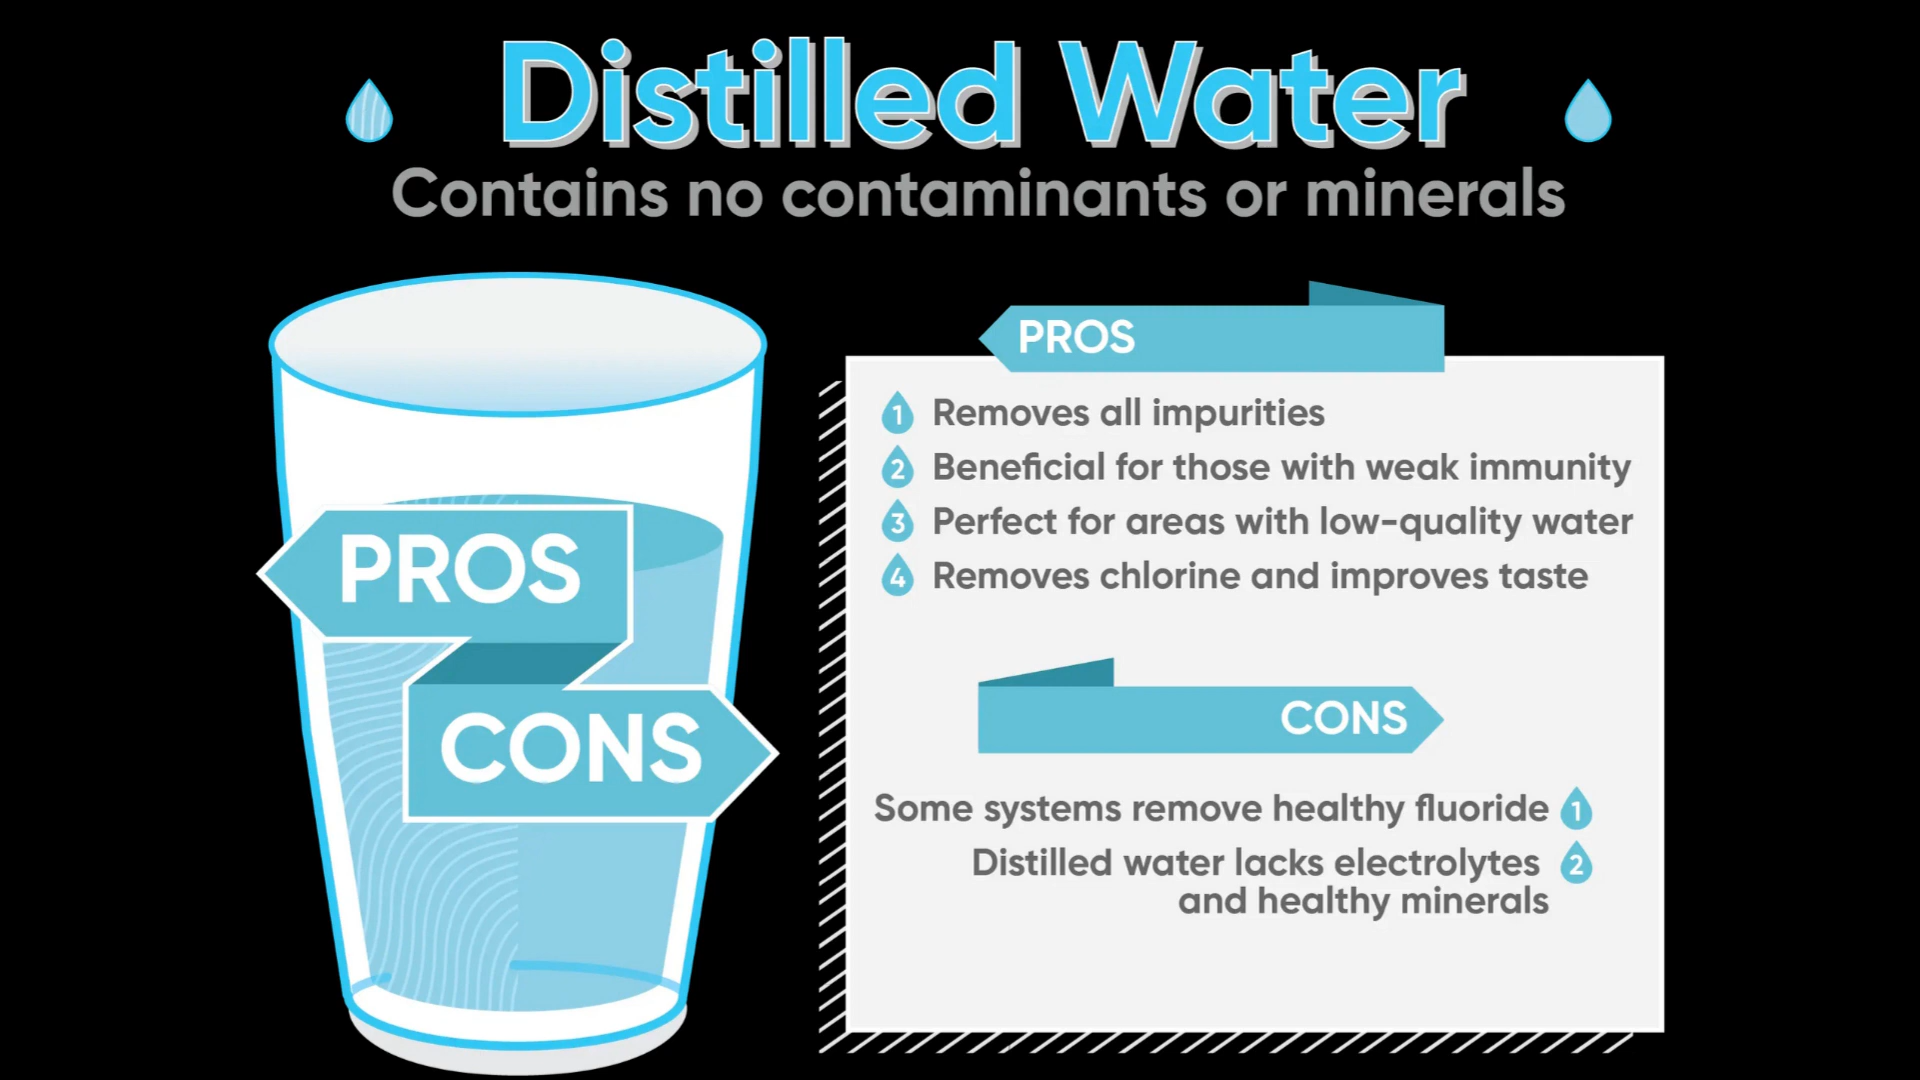 Distilled Water
Contains no contaminants or minerals
PROS
CONS
PROS
1 Removes all impurities
2 Beneficial for those with weak immunity
3 Perfect for areas with low-quality water
4 Removes chlorine and improves taste
CONS
Some systems remove healthy fluoride 1
Distilled water lacks electrolytes 2
and healthy minerals